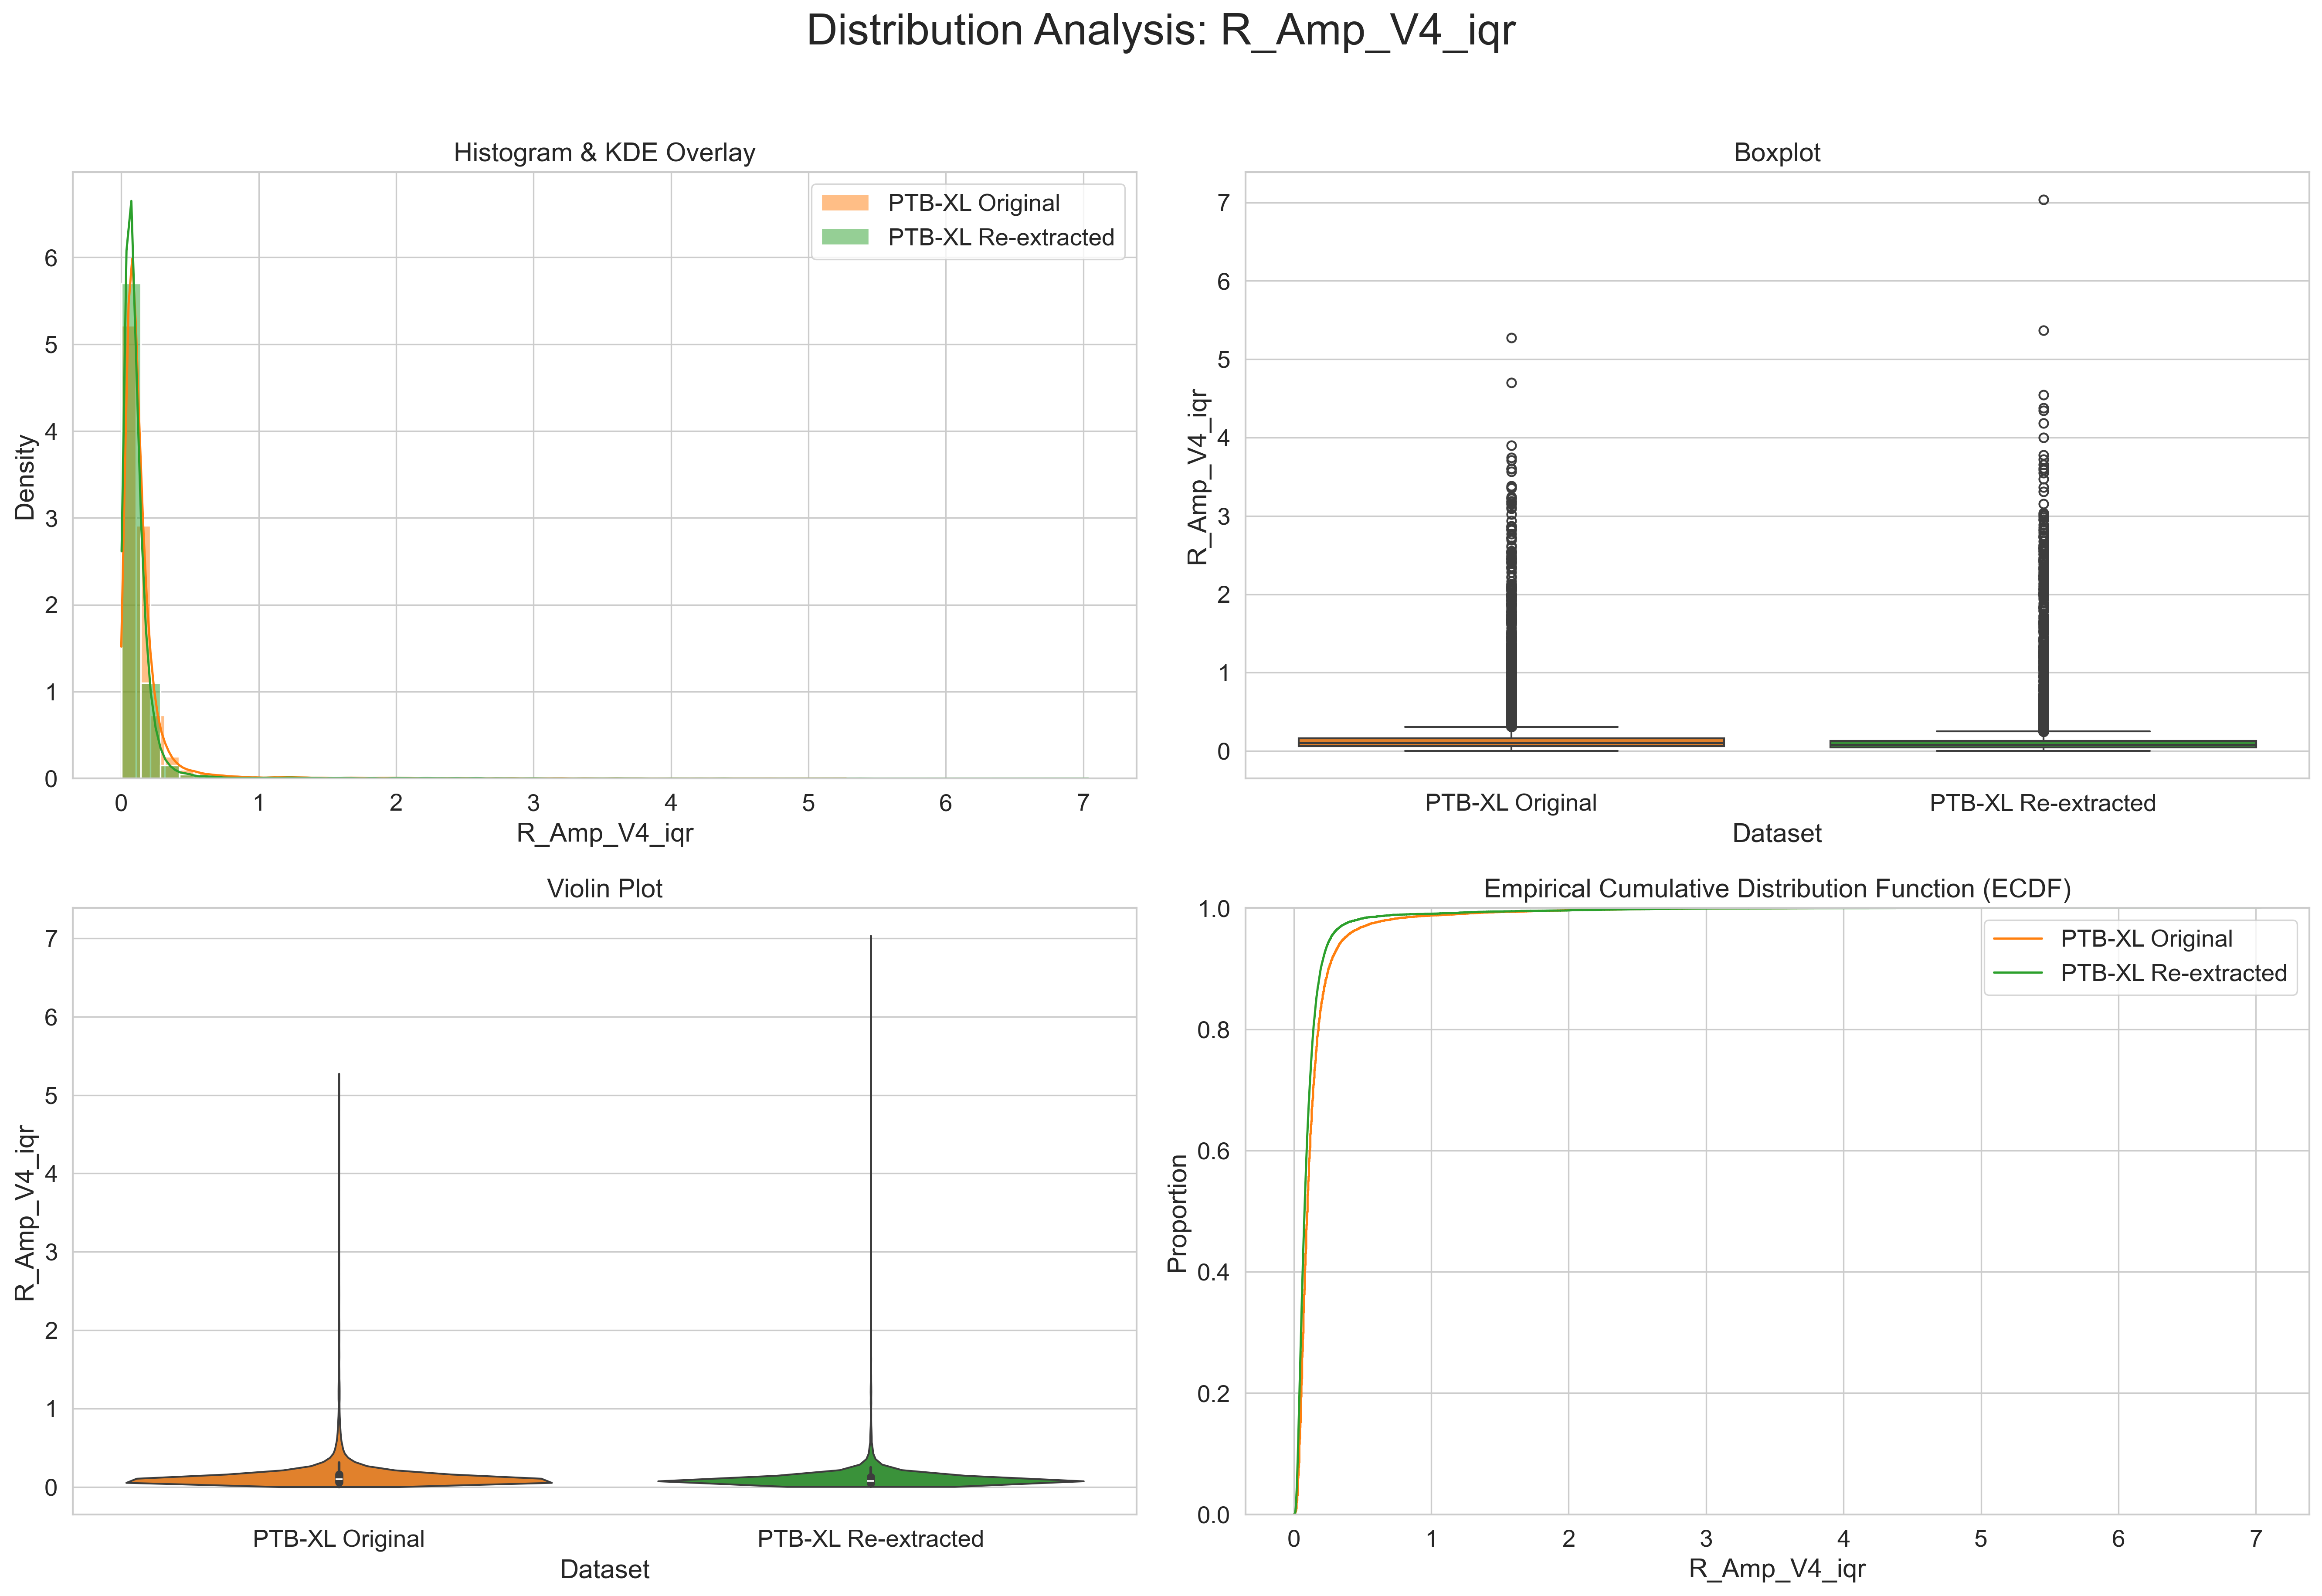 Distribution Analysis: R_Amp_V4_iqr
Histogram & KDE Overlay
PTB-XL Original
PTB-XL Re-extracted
Density
6
5
4
3
2
1
0
0 1 2 3 4 5 6 7
R_Amp_V4_iqr
Boxplot
R_Amp_V4_iqr
7
6
5
4
3
2
1
0
PTB-XL Original PTB-XL Re-extracted
Dataset
Violin Plot
R_Amp_V4_iqr
7
6
5
4
3
2
1
0
PTB-XL Original PTB-XL Re-extracted
Dataset
Empirical Cumulative Distribution Function (ECDF)
PTB-XL Original
PTB-XL Re-extracted
Proportion
1.0
0.8
0.6
0.4
0.2
0.0
0 1 2 3 4 5 6 7
R_Amp_V4_iqr